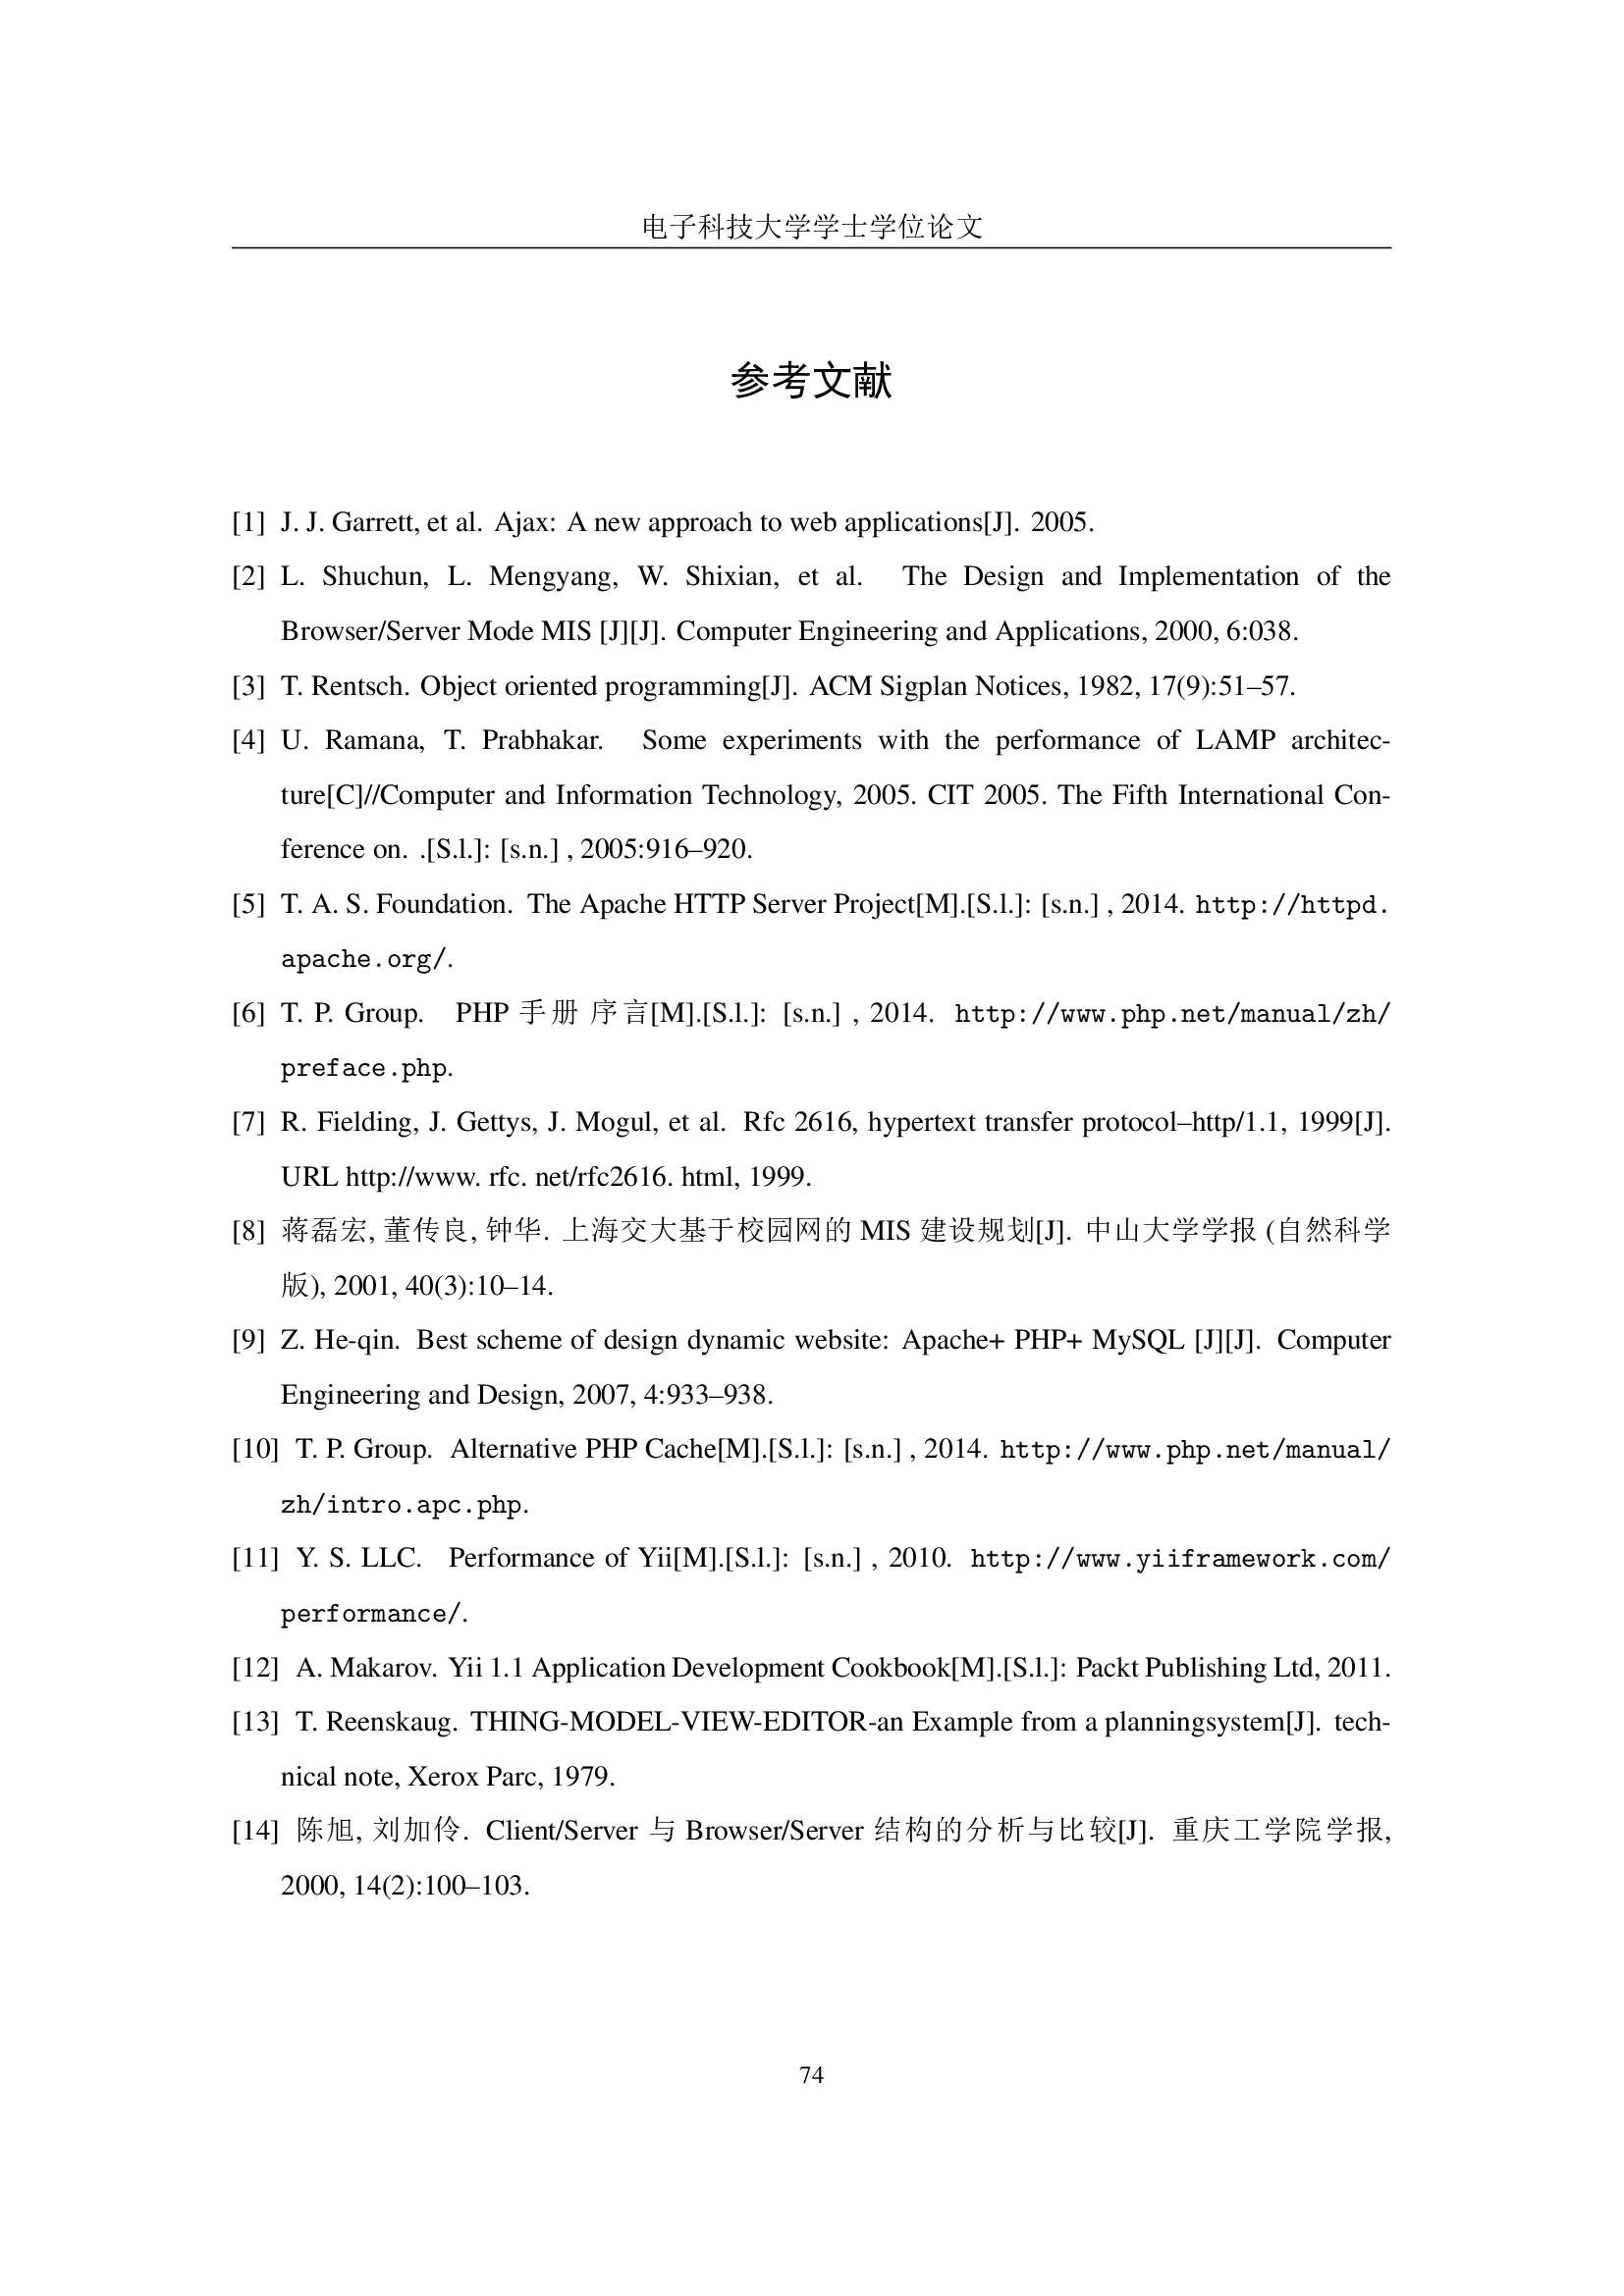 电子科技大学学士学位论文
参考文献
[1] J. J. Garrett, et al. Ajax: A new approach to web applications[J]. 2005.
[2] L. Shuchun, L. Mengyang, W. Shixian, et al. The Design and Implementation of the
Browser/Server Mode MIS [J][J]. Computer Engineering and Applications, 2000, 6:038.
[3] T. Rentsch. Object oriented programming[J]. ACM Sigplan Notices, 1982, 17(9):51–57.
[4] U. Ramana, T. Prabhakar. Some experiments with the performance of LAMP architec-
ture[C]//Computer and Information Technology, 2005. CIT 2005. The Fifth International Con-
ference on. .[S.l.]: [s.n.] , 2005:916–920.
[5] T. A. S. Foundation. The Apache HTTP Server Project[M].[S.l.]: [s.n.] , 2014. http://httpd.
apache.org/.
[6] T. P. Group. PHP 手册 序言[M].[S.l.]: [s.n.] , 2014. http://www.php.net/manual/zh/
preface.php.
[7] R. Fielding, J. Gettys, J. Mogul, et al. Rfc 2616, hypertext transfer protocol–http/1.1, 1999[J].
URL http://www. rfc. net/rfc2616. html, 1999.
[8] 蒋磊宏, 董传良, 钟华. 上海交大基于校园网的 MIS 建设规划[J]. 中山大学学报 (自然科学
版), 2001, 40(3):10–14.
[9] Z. He-qin. Best scheme of design dynamic website: Apache+ PHP+ MySQL [J][J]. Computer
Engineering and Design, 2007, 4:933–938.
[10] T. P. Group. Alternative PHP Cache[M].[S.l.]: [s.n.] , 2014. http://www.php.net/manual/
zh/intro.apc.php.
[11] Y. S. LLC. Performance of Yii[M].[S.l.]: [s.n.] , 2010. http://www.yiiframework.com/
performance/.
[12] A. Makarov. Yii 1.1 Application Development Cookbook[M].[S.l.]: Packt Publishing Ltd, 2011.
[13] T. Reenskaug. THING-MODEL-VIEW-EDITOR-an Example from a planningsystem[J]. tech-
nical note, Xerox Parc, 1979.
[14] 陈旭, 刘加伶. Client/Server 与 Browser/Server 结构的分析与比较[J]. 重庆工学院学报,
2000, 14(2):100–103.
74